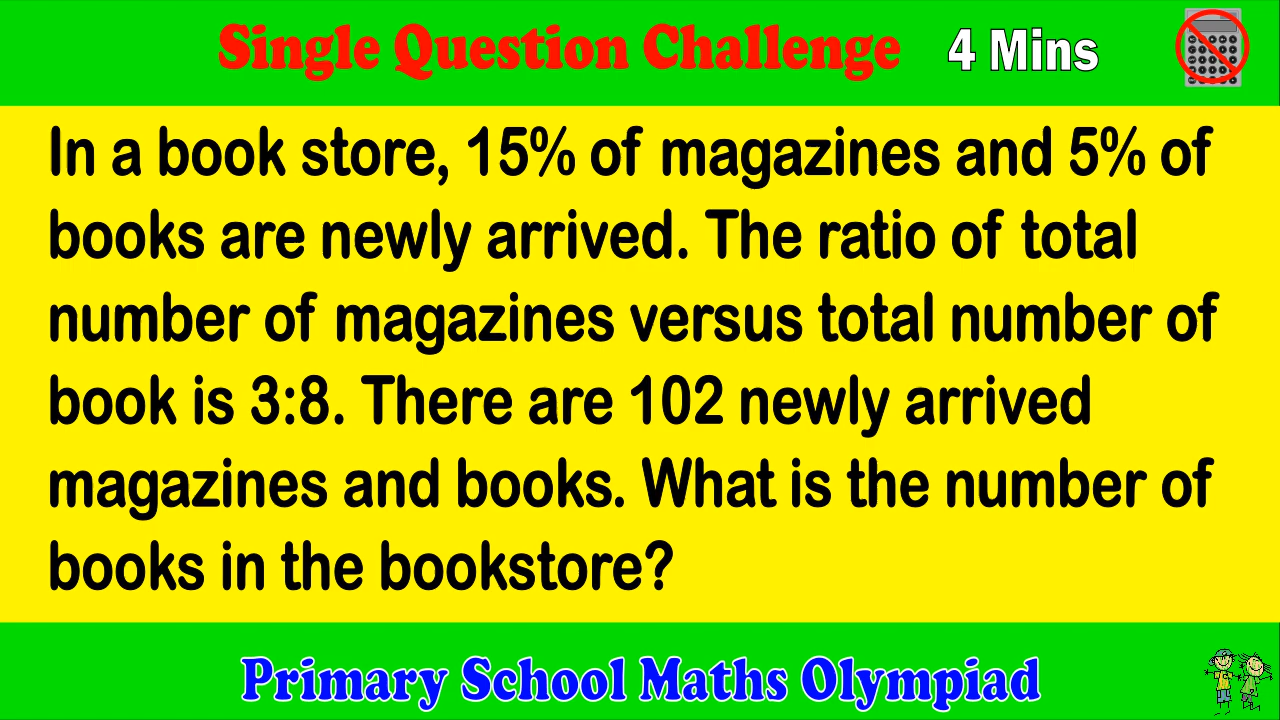 Single Question Challenge 4 Mins
In a book store, 15% of magazines and 5% of
books are newly arrived. The ratio of total
number of magazines versus total number of
book is 3:8. There are 102 newly arrived
magazines and books. What is the number of
books in the bookstore?
Primary School Maths Olympiad